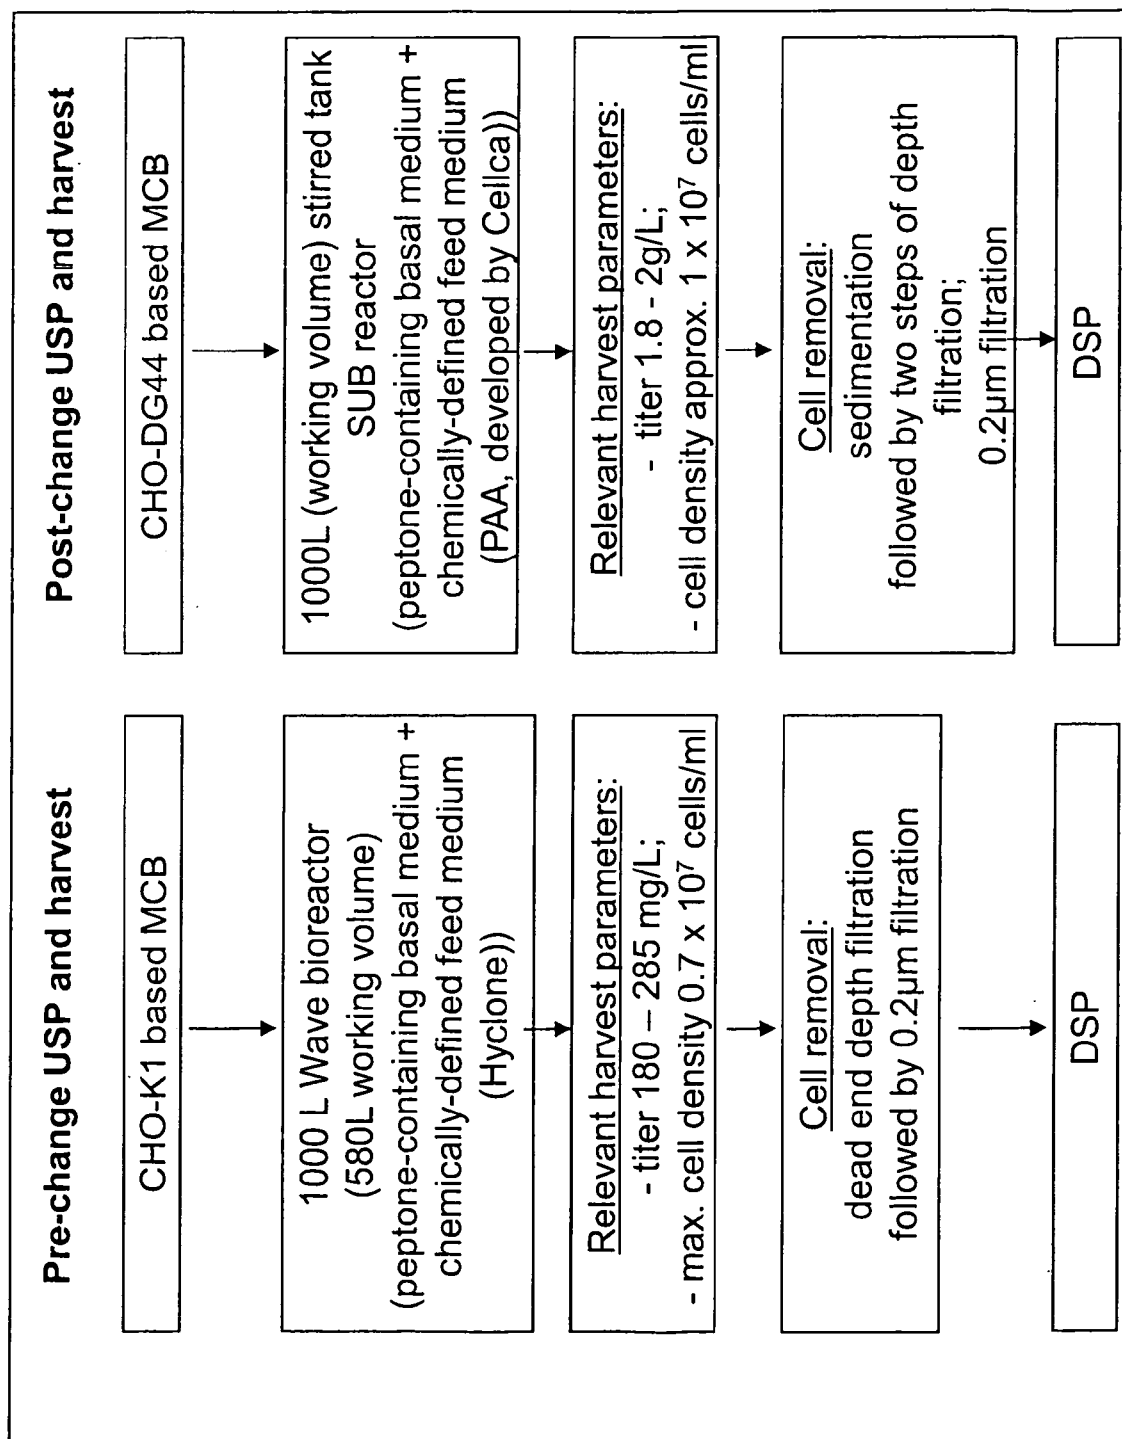 Pre-change USP and harvest
CHO-K1 based MCB
1000 L Wave bioreactor
(580L working volume)
(peptone-containing basal medium +
chemically-defined feed medium
(Hyclone))
Relevant harvest parameters:
- titer 180 – 285 mg/L;
- max. cell density 0.7 x 10⁷ cells/ml
Cell removal:
dead end depth filtration
followed by 0.2µm filtration
DSP
Post-change USP and harvest
CHO-DG44 based MCB
1000L (working volume) stirred tank
SUB reactor
(peptone-containing basal medium +
chemically-defined feed medium
(PAA, developed by Cellca))
Relevant harvest parameters:
- titer 1.8 - 2g/L;
- cell density approx. 1 x 10⁷ cells/ml
Cell removal:
sedimentation
followed by two steps of depth
filtration;
0.2µm filtration
DSP